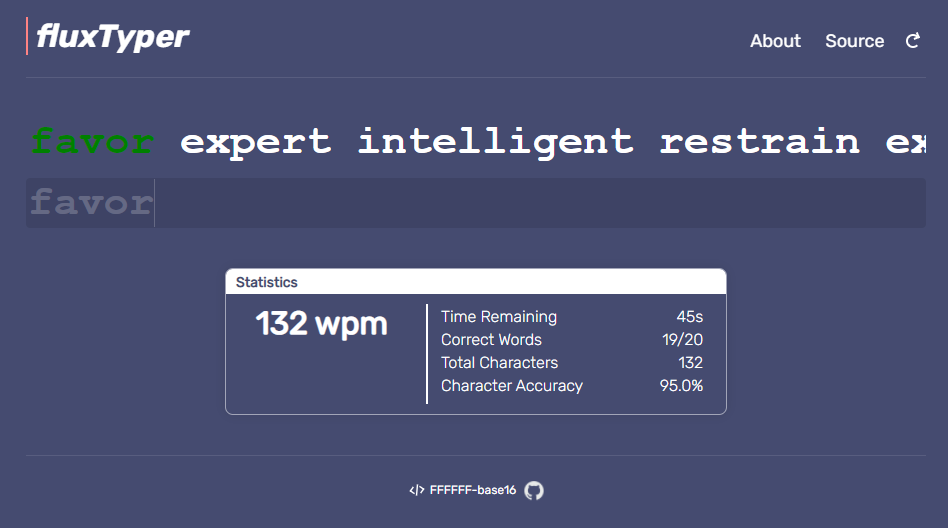 fluxTyper
About Source
favor expert intelligent restrain ex
favor
Statistics
132 wpm
Time Remaining 45s
Correct Words 19/20
Total Characters 132
Character Accuracy 95.0%
</> FFFFFF-base16